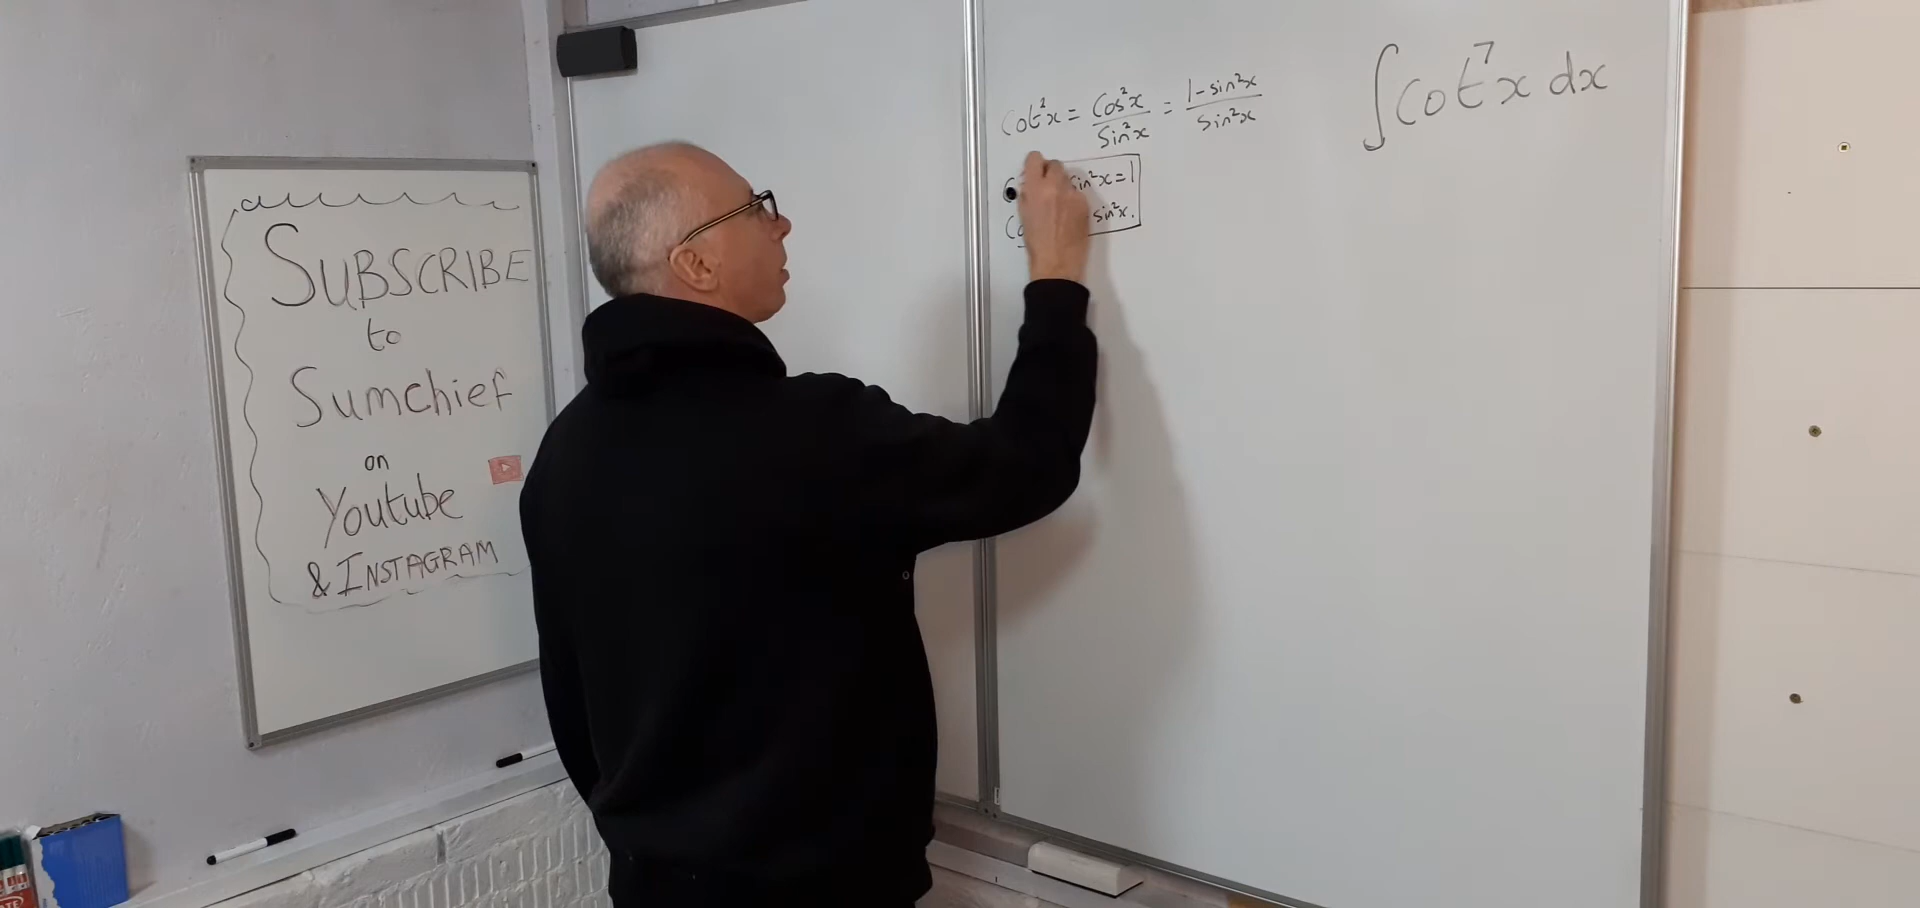 SUBSCRIBE
to
Sumchief
on
Youtube
& INSTAGRAM
Cot²x = Cos²x/Sin²x = 1-sin²x/Sin²x
sin²x=1
sin²x.
∫Cot⁷x dx